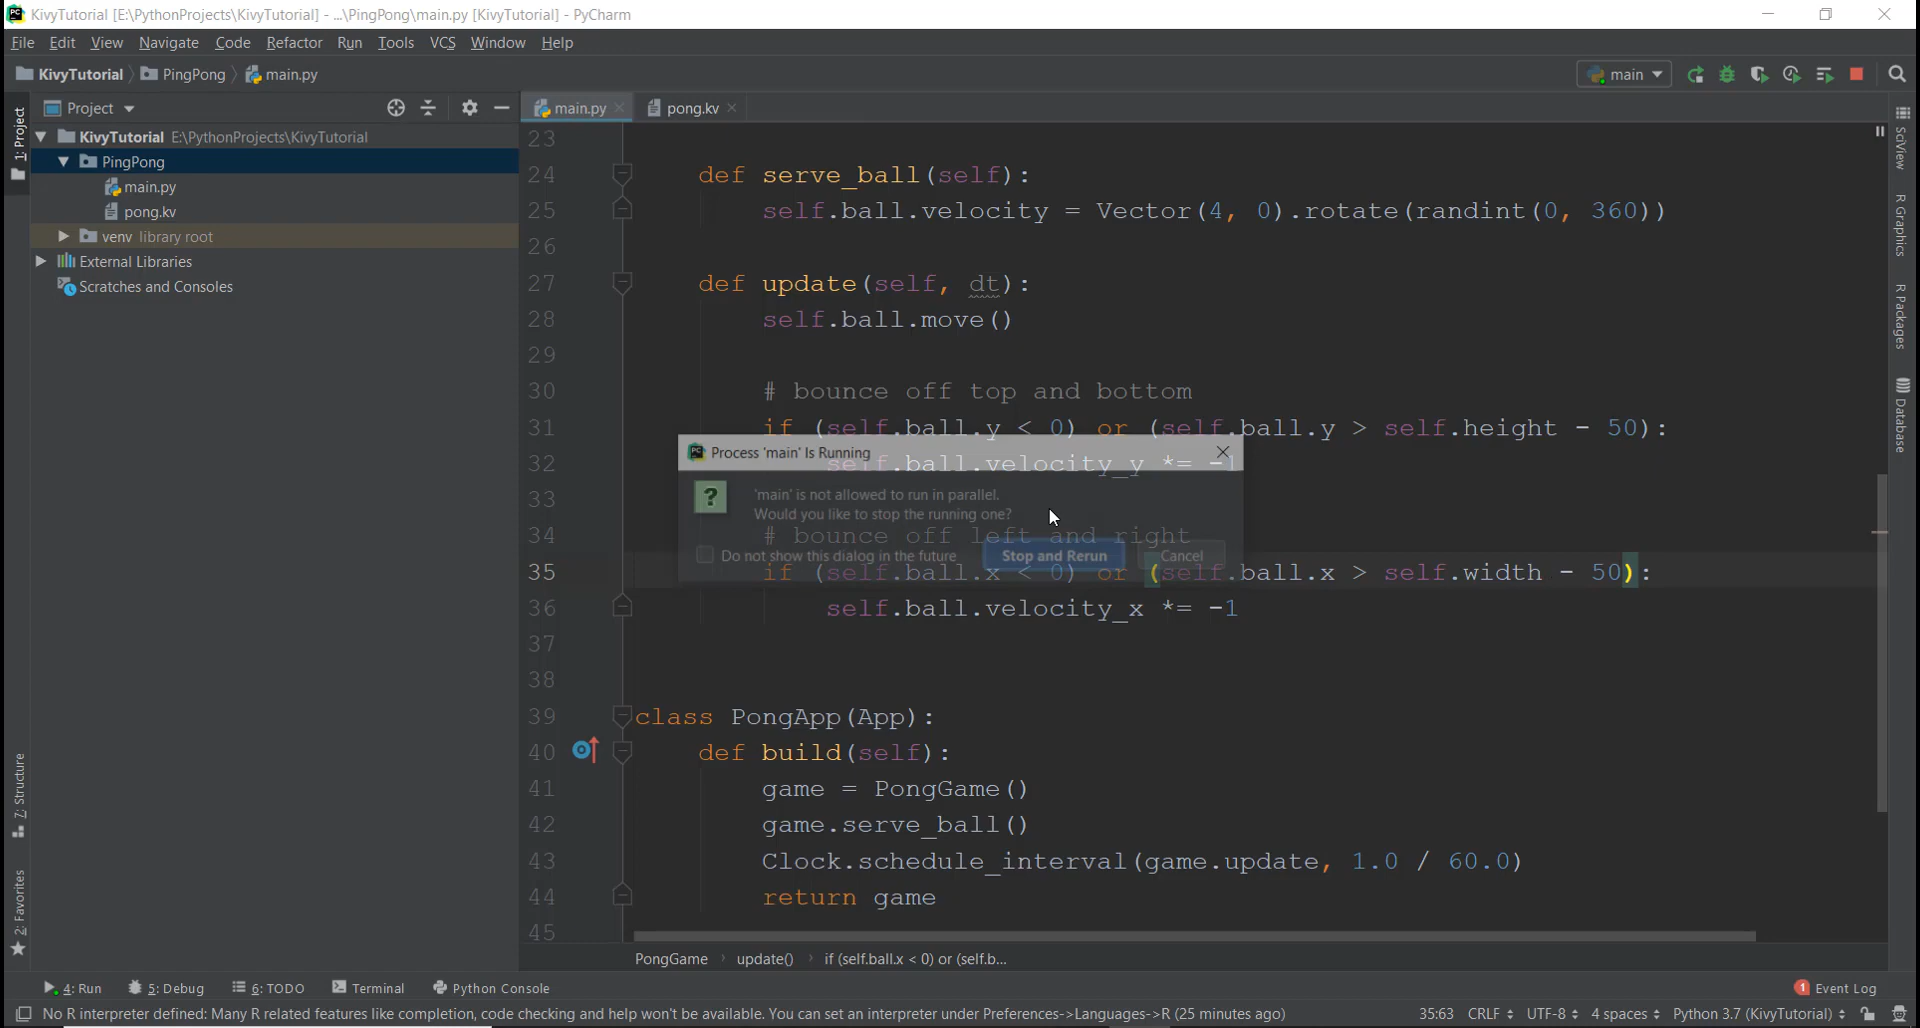 KivyTutorial [E:\PythonProjects\KivyTutorial] - ...\PingPong\main.py [KivyTutorial] - PyCharm
File Edit View Navigate Code Refactor Run Tools VCS Window Help
KivyTutorial PingPong main.py main
Project main.py pong.kv
1: Project
KivyTutorial E:\PythonProjects\KivyTutorial
PingPong
main.py
pong.kv
venv library root
External Libraries
Scratches and Consoles
7: Structure
2: Favorites
23
24 def serve_ball(self):
25 self.ball.velocity = Vector(4, 0).rotate(randint(0, 360))
26
27 def update(self, dt):
28 self.ball.move()
29
30 # bounce off top and bottom
31 if (self.ball.y < 0) or (self.ball.y > self.height - 50):
32 self.ball.velocity_y *= -1
33
34 # bounce off left and right
35 if (self.ball.x < 0) or (self.ball.x > self.width - 50):
36 self.ball.velocity_x *= -1
37
38
39 class PongApp(App):
40 def build(self):
41 game = PongGame()
42 game.serve_ball()
43 Clock.schedule_interval(game.update, 1.0 / 60.0)
44 return game
45
Process 'main' Is Running
'main' is not allowed to run in parallel.
Would you like to stop the running one?
Do not show this dialog in the future Stop and Rerun Cancel
SciView
R Graphics
R Packages
Database
PongGame update() if (self.ball.x < 0) or (self.b...
4: Run 5: Debug 6: TODO Terminal Python Console 1 Event Log
No R interpreter defined: Many R related features like completion, code checking and help won't be available. You can set an interpreter under Preferences->Languages->R (25 minutes ago) 35:63 CRLF UTF-8 4 spaces Python 3.7 (KivyTutorial)